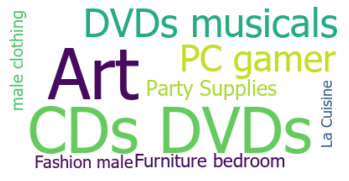 DVDs musicals
male clothing
Art
PC gamer
Party Supplies
La Cuisine
CDs DVDs
Fashion male
Furniture bedroom